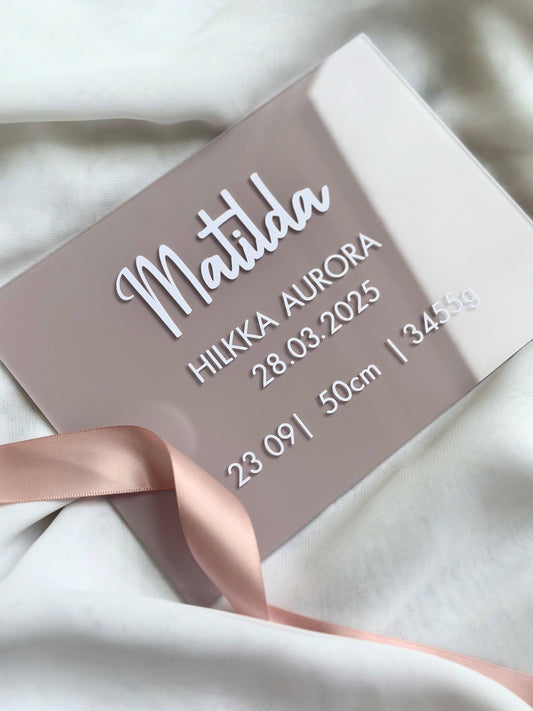 Matilda
HILKKA AURORA
28.03.2025
23 09| 50cm | 3455g